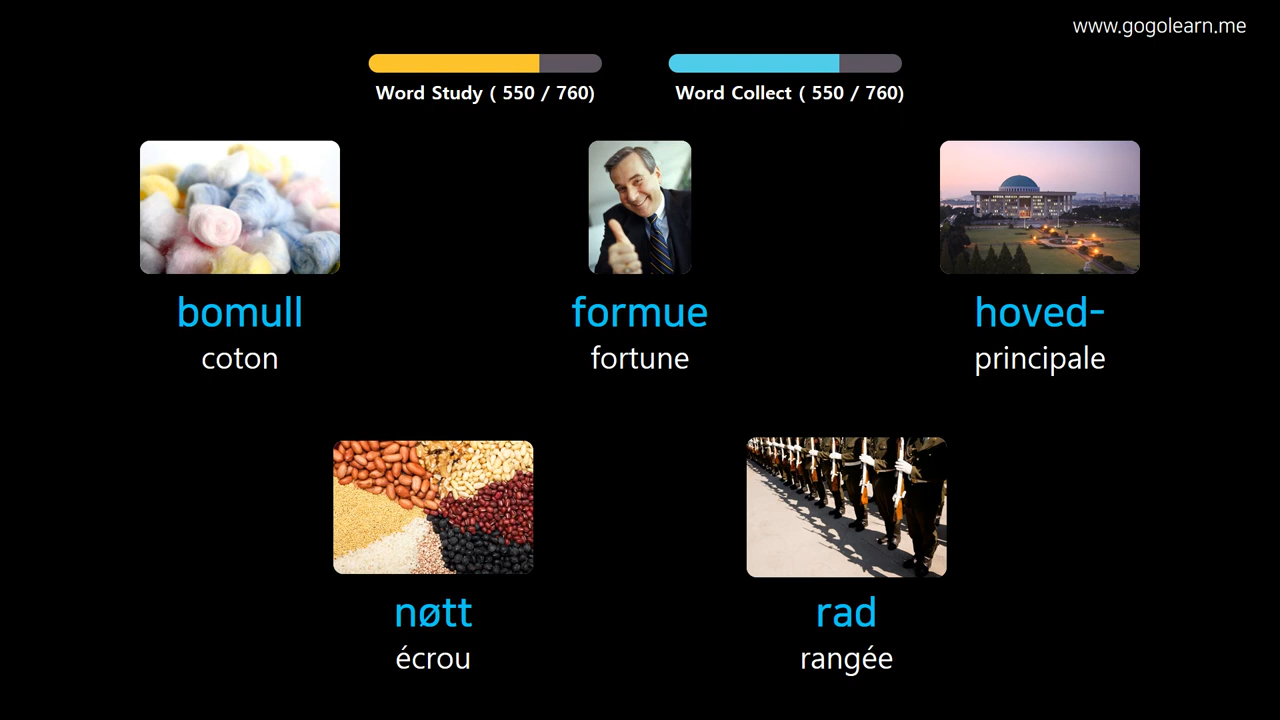 www.gogolearn.me
Word Study ( 550 / 760)
Word Collect ( 550 / 760)
bomull
coton
formue
fortune
hoved-
principale
nøtt
écrou
rad
rangée